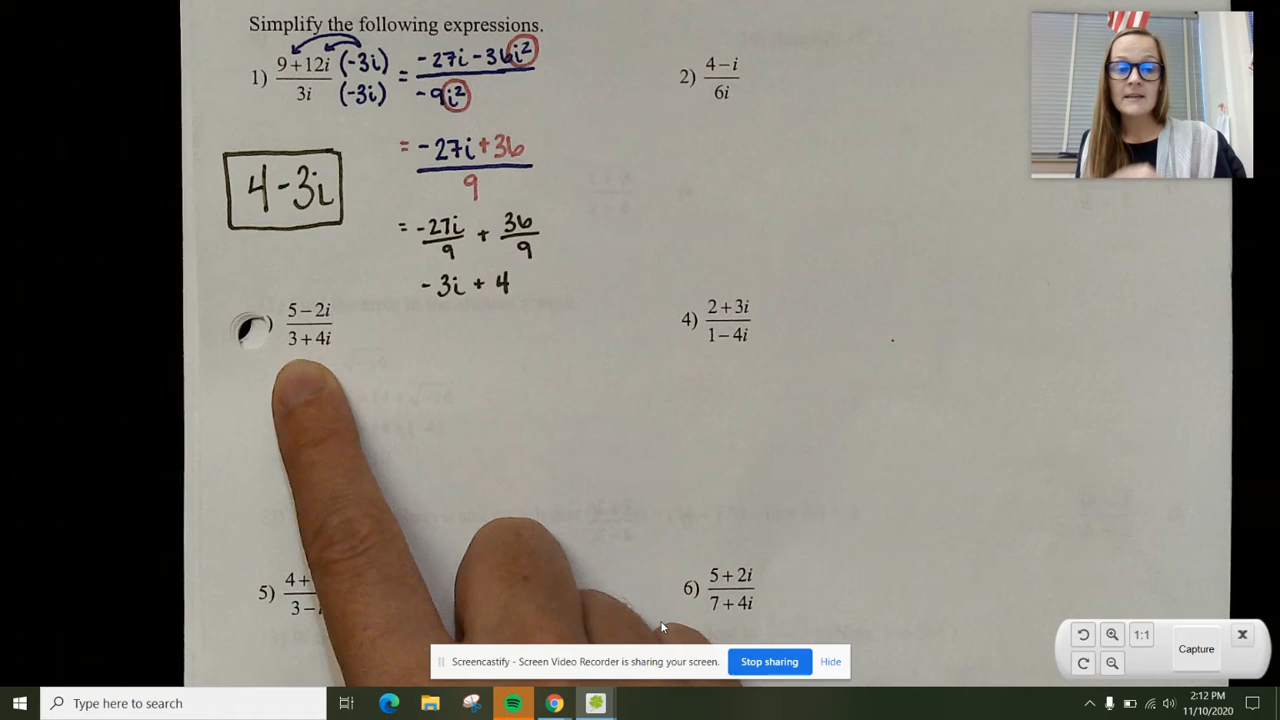 Simplify the following expressions.
1) 9+12i / 3i (-3i) (-3i) = -27i - 36i² / -9i²
= -27i + 36 / 9
4 - 3i
= -27i / 9 + 36 / 9
-3i + 4
2) 4-i / 6i
) 5-2i / 3+4i
4) 2+3i / 1-4i
5) 4+ / 3-i
6) 5+2i / 7+4i
Screencastify - Screen Video Recorder is sharing your screen.
Stop sharing
Hide
1:1
Capture
Type here to search
2:12 PM
11/10/2020